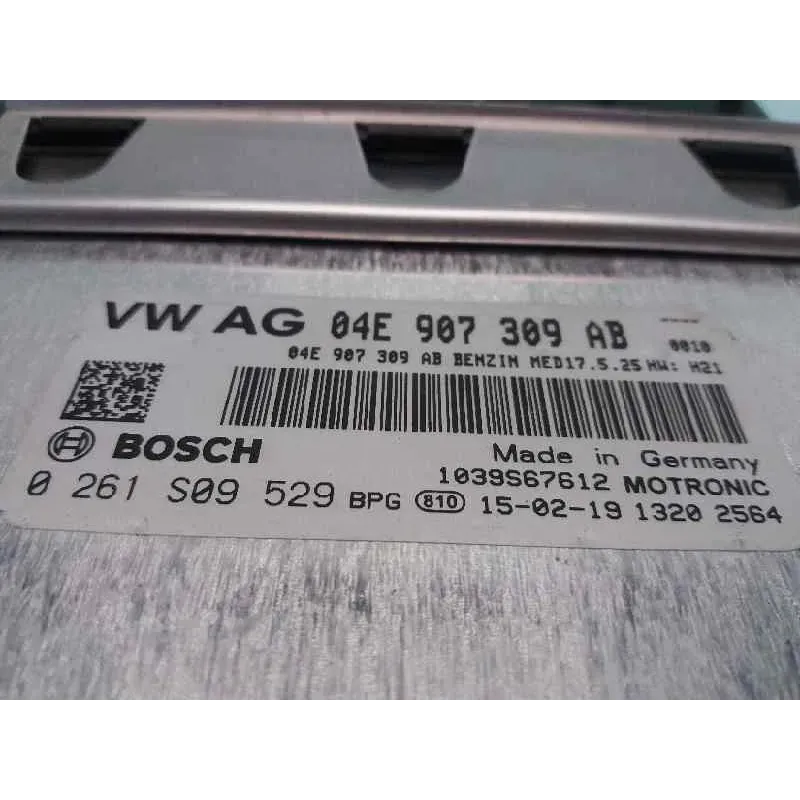 VW AG 04E 907 309 AB ----
0010
04E 907 309 AB BENZIN MED17.5.25 HW: H21
BOSCH Made in Germany
1039S67612 MOTRONIC
0 261 S09 529 BPG 810 15-02-19 1320 2564